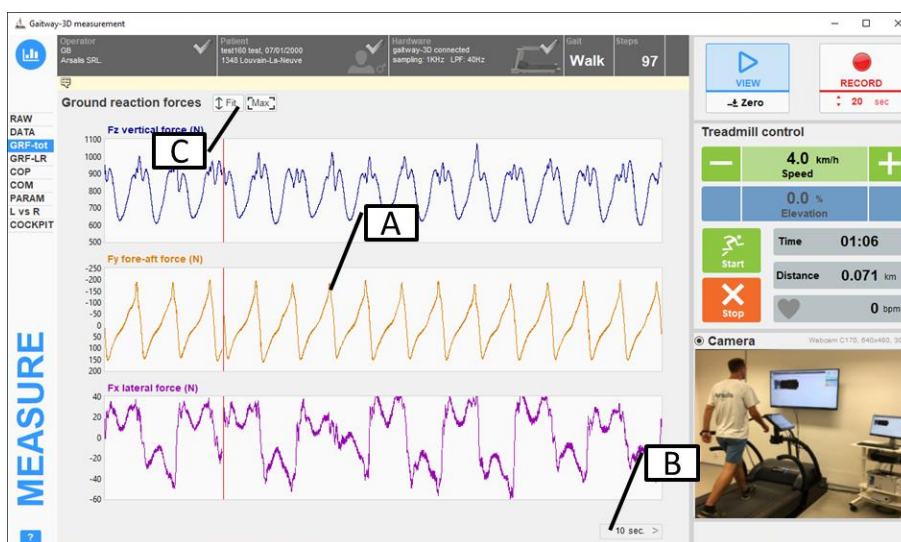 Gaitway-3D measurement
Operator
GB
Arsalis SRL.
Patient
test160 test, 07/01/2000
1348 Louvain-La-Neuve
Hardware
gaitway-3D connected
sampling: 1KHz LPF: 40Hz
Gait
Walk
Steps
97
Ground reaction forces
Fit
Max
VIEW
Zero
RECORD
20 sec
RAW
DATA
GRF-tot
GRF-LR
COP
COM
PARAM
L vs R
COCKPIT
MEASURE
?
Fz vertical force (N)
1100
1000
900
800
700
600
500
C
A
Fy fore-aft force (N)
-250
-200
-150
-100
-50
0
50
100
150
200
Fx lateral force (N)
40
20
0
-20
-40
-60
B
10 sec. >
Treadmill control
4.0 km/h
Speed
0.0 %
Elevation
Start
Stop
Time 01:06
Distance 0.071 km
0 bpm
Camera
Webcam C170, 640x480, 30